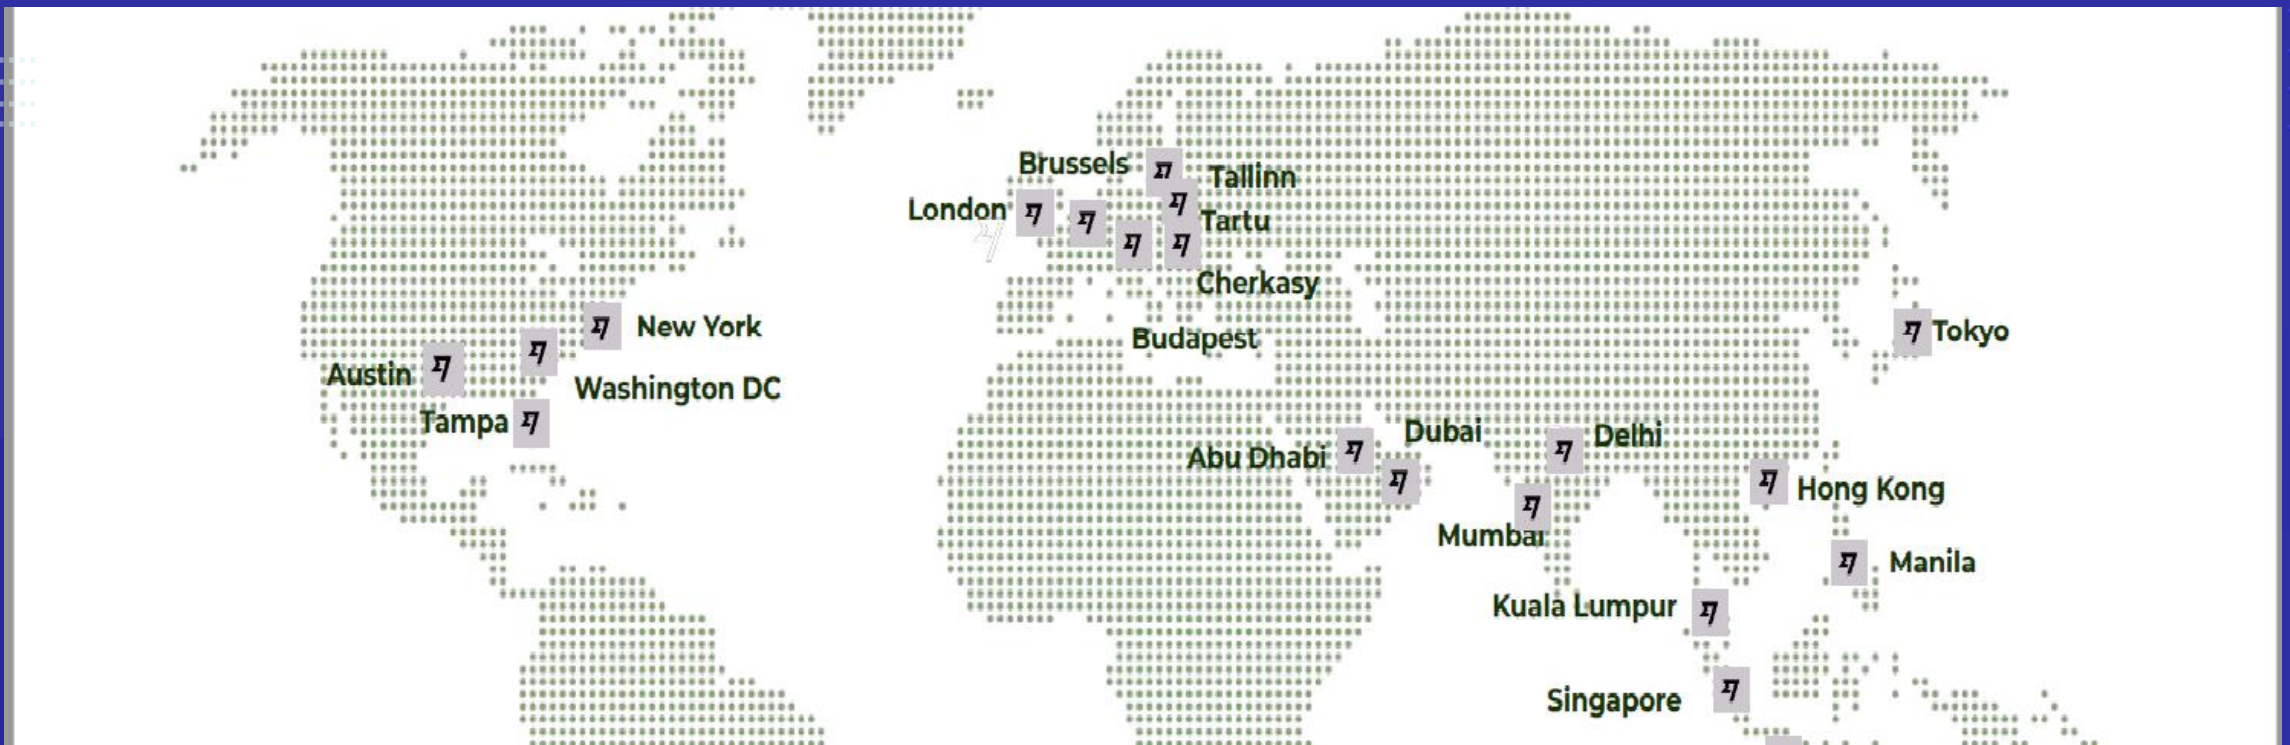 Brussels
Tallinn
London
Tartu
Cherkasy
New York
Tokyo
Budapest
Austin
Washington DC
Tampa
Dubai
Delhi
Abu Dhabi
Hong Kong
Mumbai
Manila
Kuala Lumpur
Singapore